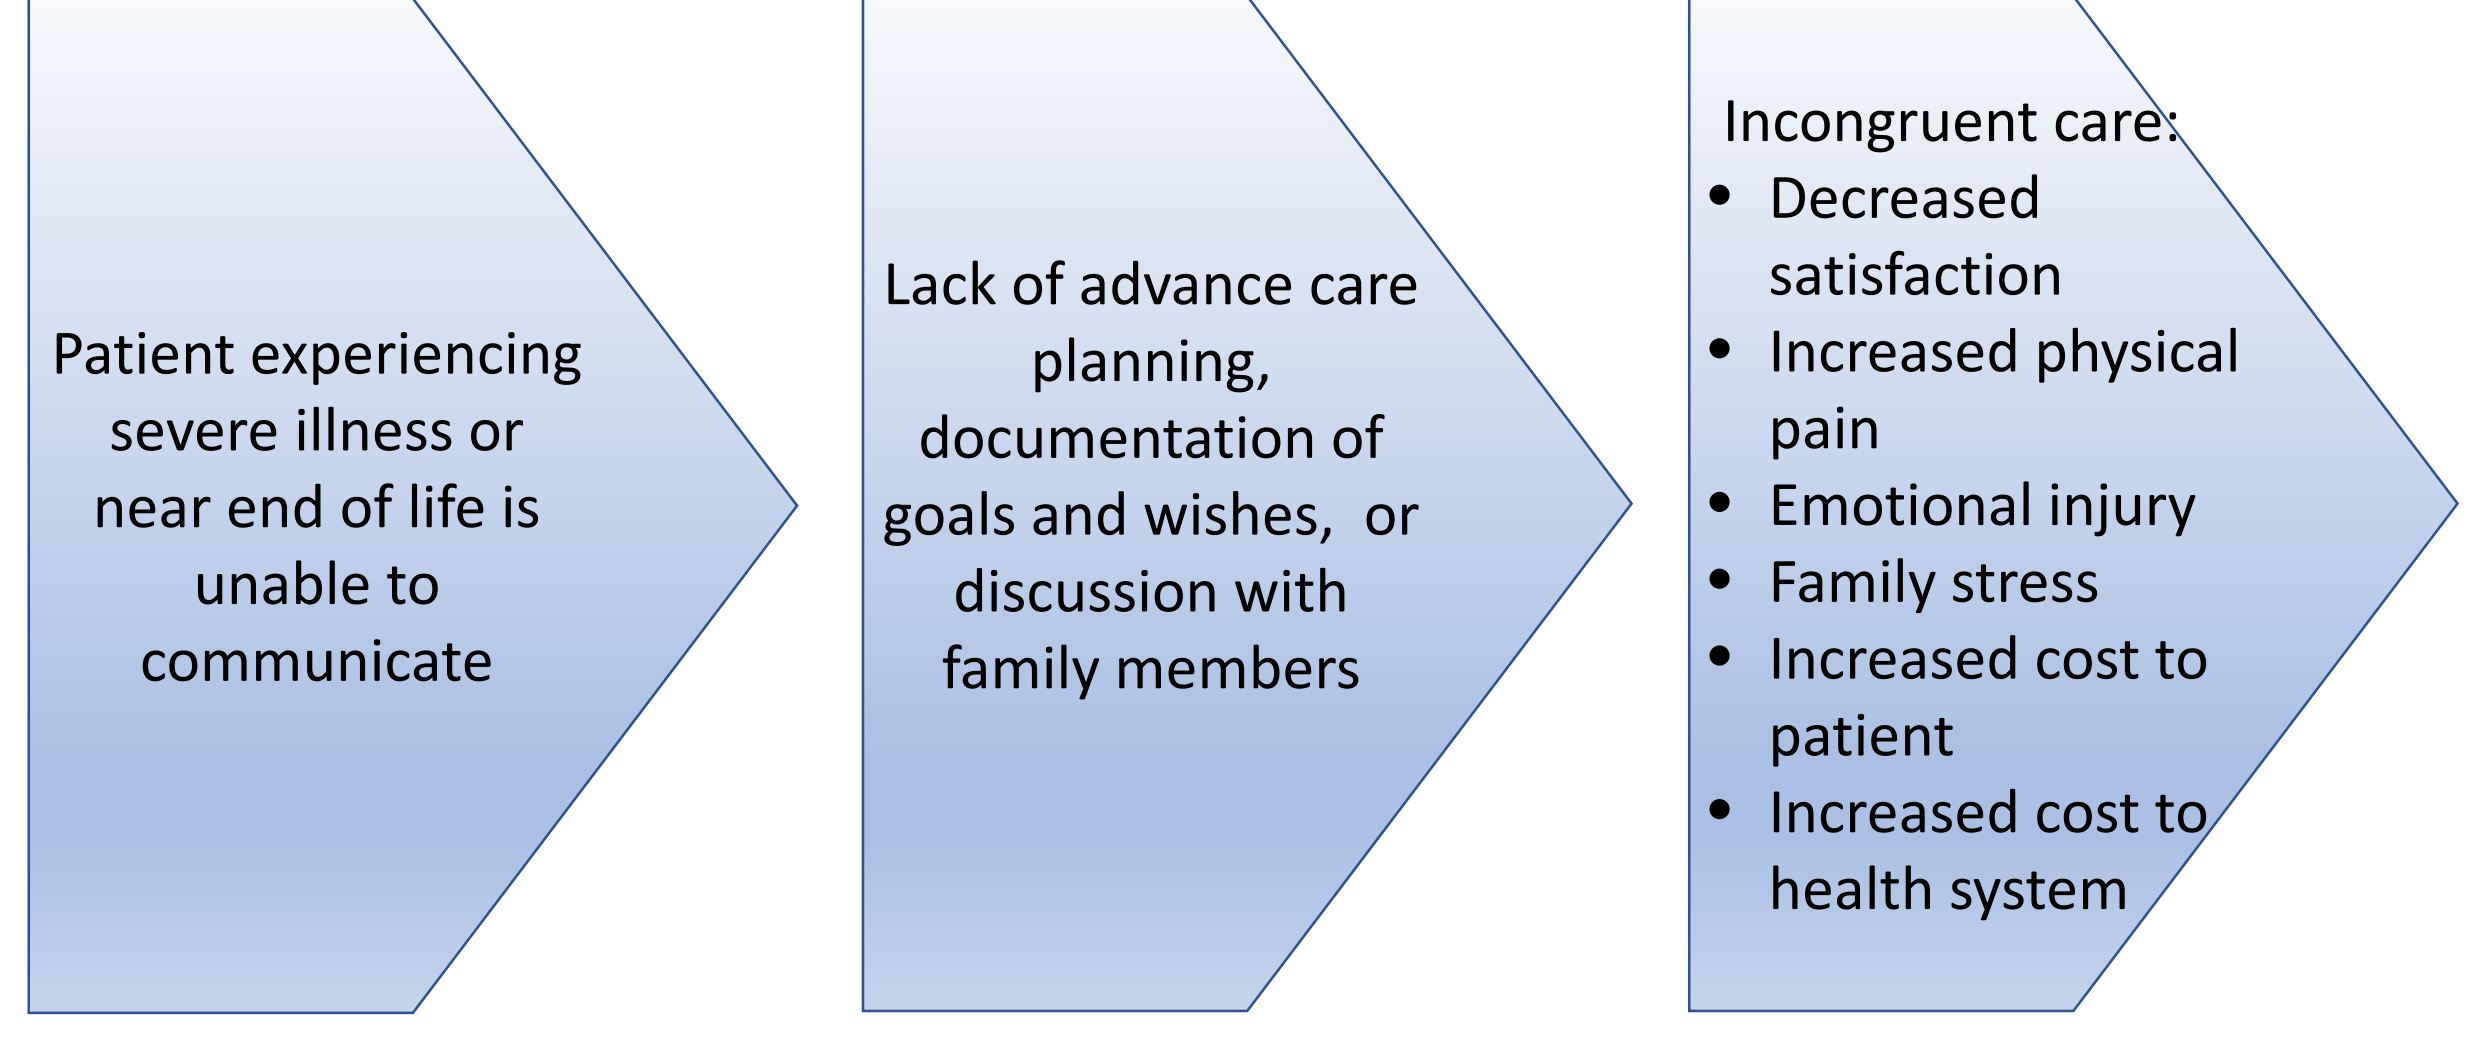 Patient experiencing
severe illness or
near end of life is
unable to
communicate
Lack of advance care
planning,
documentation of
goals and wishes,  or
discussion with
family members
Incongruent care:
• Decreased
satisfaction
• Increased physical
pain
• Emotional injury
• Family stress
• Increased cost to
patient
• Increased cost to
health system